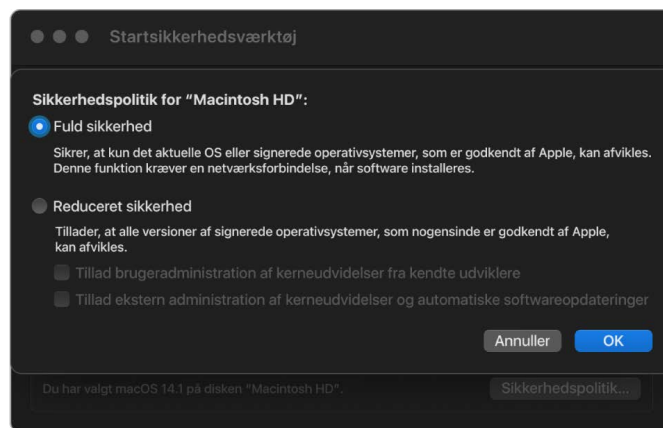 Startsikkerhedsværktøj
Sikkerhedspolitik for "Macintosh HD":
Fuld sikkerhed
Sikrer, at kun det aktuelle OS eller signerede operativsystemer, som er godkendt af Apple, kan afvikles.
Denne funktion kræver en netværksforbindelse, når software installeres.
Reduceret sikkerhed
Tillader, at alle versioner af signerede operativsystemer, som nogensinde er godkendt af Apple,
kan afvikles.
Tillad brugeradministration af kerneudvidelser fra kendte udviklere
Tillad ekstern administration af kerneudvidelser og automatiske softwareopdateringer
Annuller OK
Du har valgt macOS 14.1 på disken "Macintosh HD". Sikkerhedspolitik...